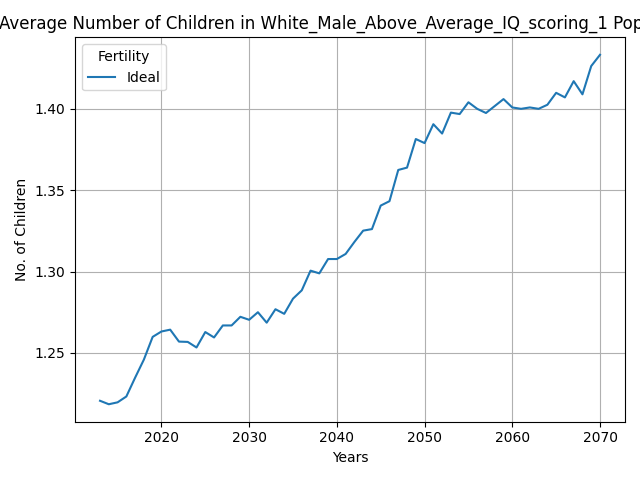 Average Number of Children in White_Male_Above_Average_IQ_scoring_1 Pop
Fertility
Ideal
No. of Children
1.40
1.35
1.30
1.25
2020 2030 2040 2050 2060 2070
Years